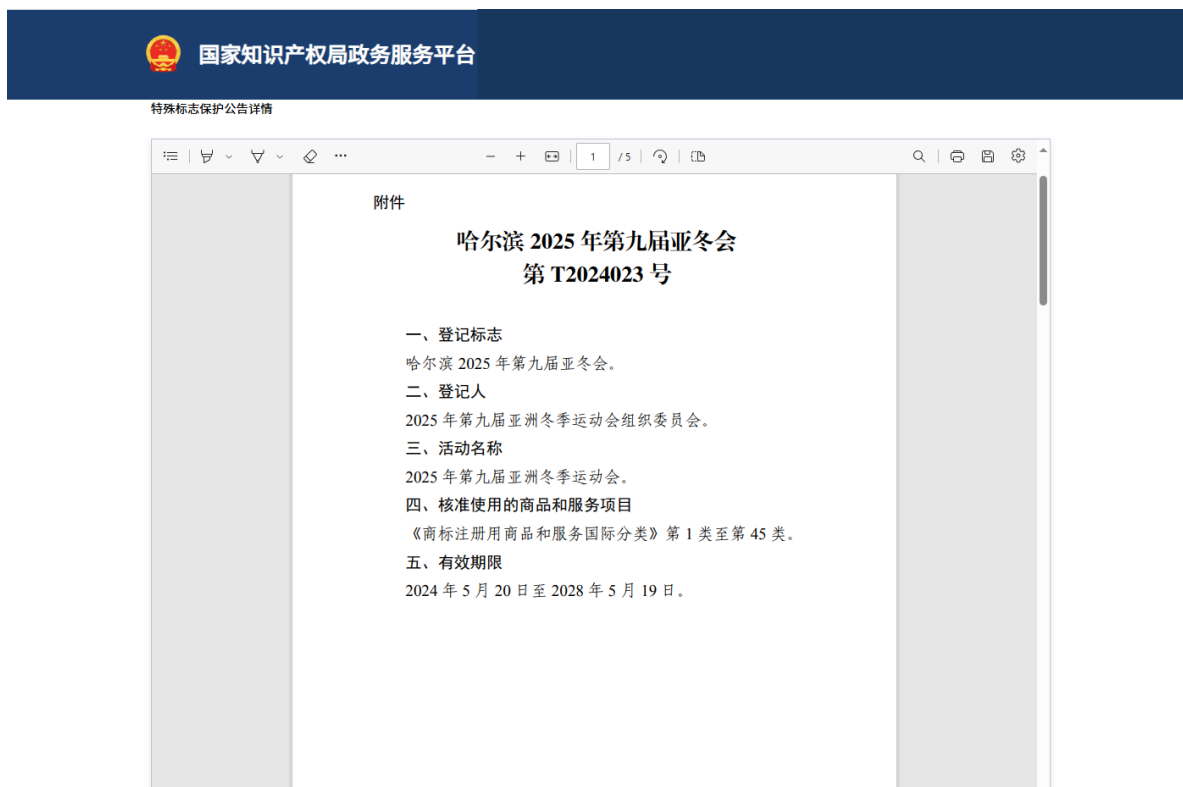 国家知识产权局政务服务平台
特殊标志保护公告详情
1 / 5
附件
哈尔滨 2025 年第九届亚冬会
第 T2024023 号
一、登记标志
哈尔滨 2025 年第九届亚冬会。
二、登记人
2025 年第九届亚洲冬季运动会组织委员会。
三、活动名称
2025 年第九届亚洲冬季运动会。
四、核准使用的商品和服务项目
《商标注册用商品和服务国际分类》第 1 类至第 45 类。
五、有效期限
2024 年 5 月 20 日至 2028 年 5 月 19 日。